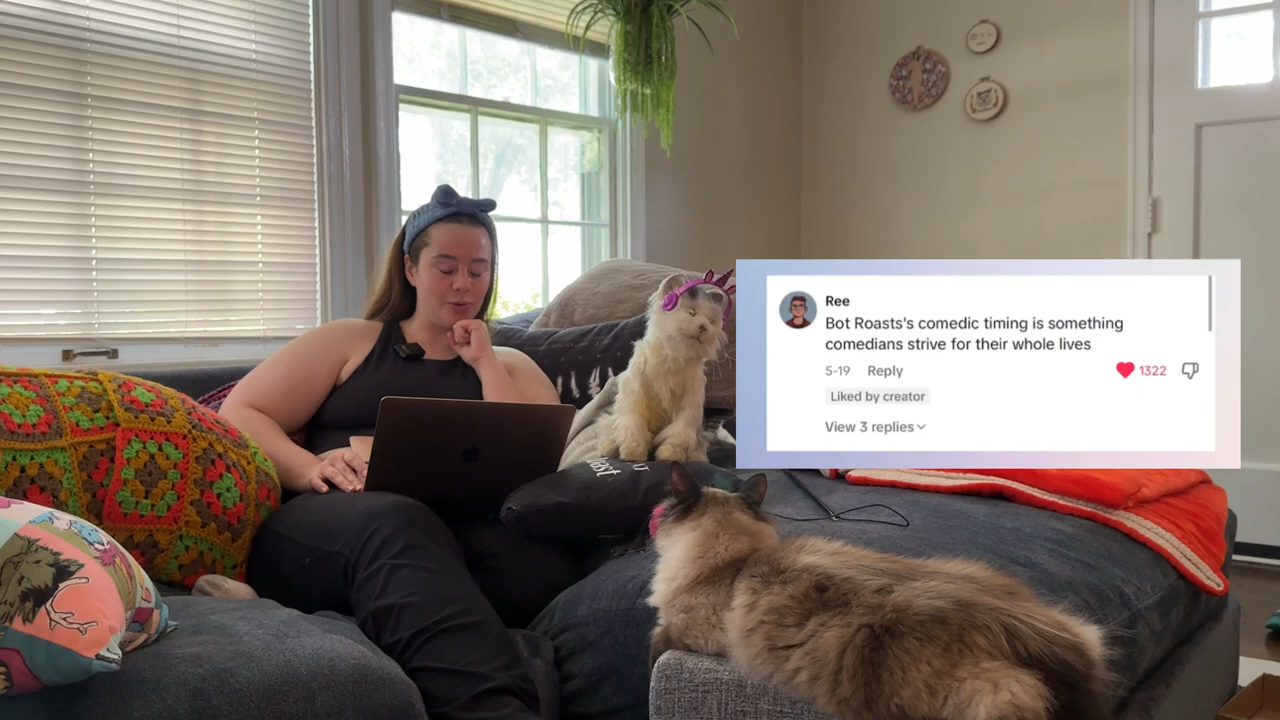 Ree
Bot Roasts's comedic timing is something
comedians strive for their whole lives
5-19 Reply
1322
Liked by creator
View 3 replies